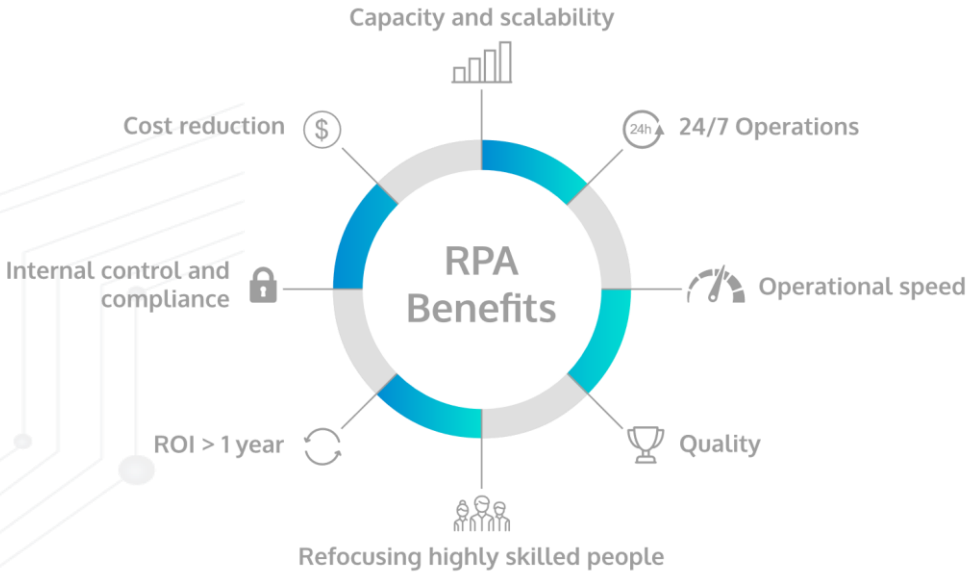 Capacity and scalability
Cost reduction
$
24h
24/7 Operations
Internal control and
compliance
RPA
Benefits
Operational speed
ROI > 1 year
Quality
Refocusing highly skilled people